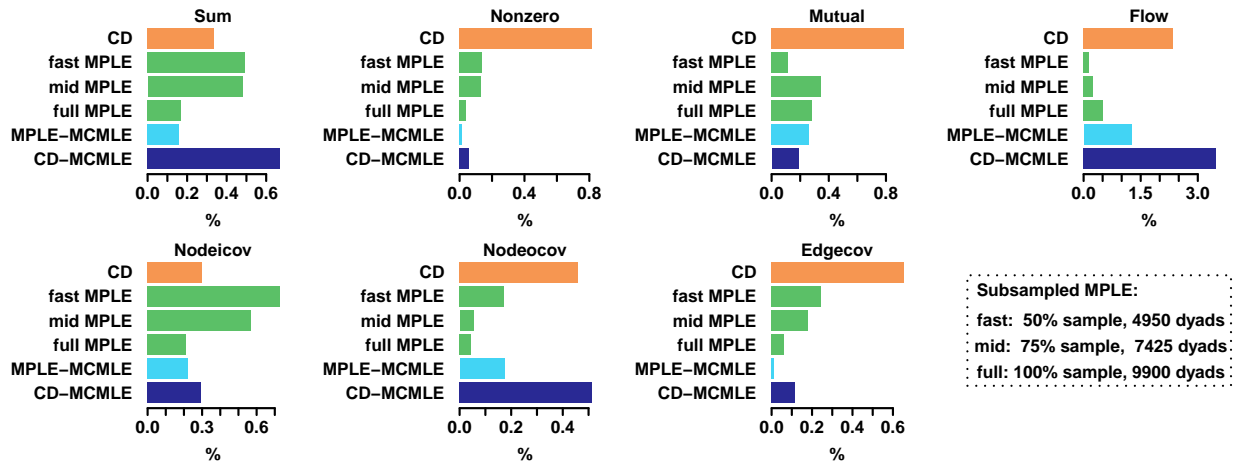 Sum
CD
fast MPLE
mid MPLE
full MPLE
MPLE−MCMLE
CD−MCMLE
0.0 0.2 0.4 0.6
%
Nonzero
CD
fast MPLE
mid MPLE
full MPLE
MPLE−MCMLE
CD−MCMLE
0.0 0.4 0.8
%
Mutual
CD
fast MPLE
mid MPLE
full MPLE
MPLE−MCMLE
CD−MCMLE
0.0 0.4 0.8
%
Flow
CD
fast MPLE
mid MPLE
full MPLE
MPLE−MCMLE
CD−MCMLE
0.0 1.5 3.0
%
Nodeicov
CD
fast MPLE
mid MPLE
full MPLE
MPLE−MCMLE
CD−MCMLE
0.0 0.3 0.6
%
Nodeocov
CD
fast MPLE
mid MPLE
full MPLE
MPLE−MCMLE
CD−MCMLE
0.0 0.2 0.4
%
Edgecov
CD
fast MPLE
mid MPLE
full MPLE
MPLE−MCMLE
CD−MCMLE
0.0 0.2 0.4 0.6
%
Subsampled MPLE:
fast: 50% sample, 4950 dyads
mid: 75% sample, 7425 dyads
full: 100% sample, 9900 dyads